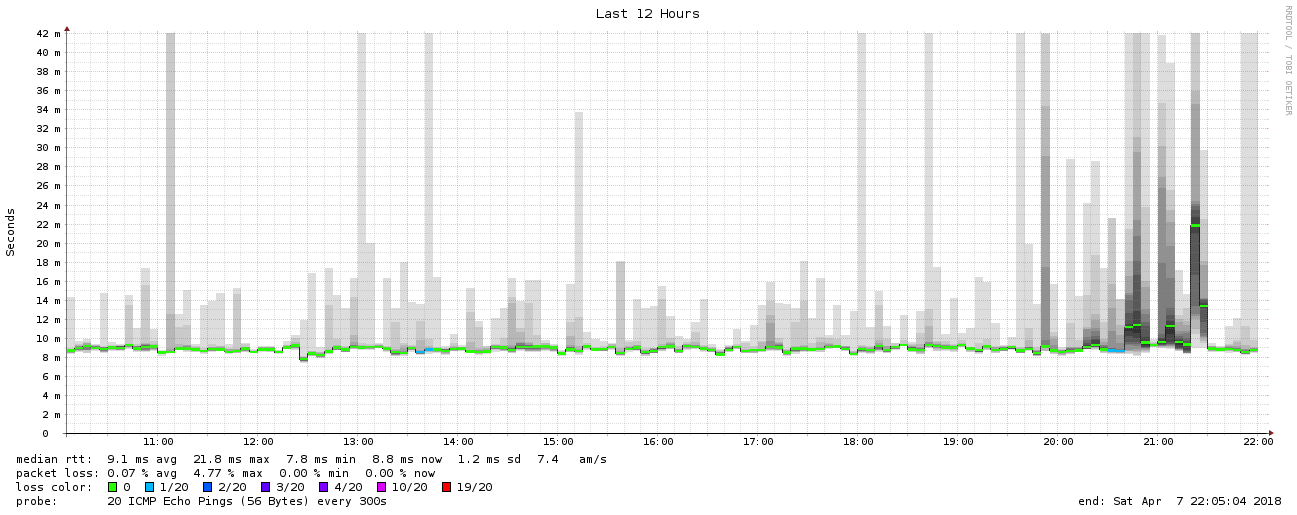 Last 12 Hours
RRDTOOL / TOBI OETIKER
Seconds
42 m
40 m
38 m
36 m
34 m
32 m
30 m
28 m
26 m
24 m
22 m
20 m
18 m
16 m
14 m
12 m
10 m
8 m
6 m
4 m
2 m
0
11:00 12:00 13:00 14:00 15:00 16:00 17:00 18:00 19:00 20:00 21:00 22:00
median rtt: 9.1 ms avg 21.8 ms max 7.8 ms min 8.8 ms now 1.2 ms sd 7.4 am/s
packet loss: 0.07 % avg 4.77 % max 0.00 % min 0.00 % now
loss color: 0 1/20 2/20 3/20 4/20 10/20 19/20
probe: 20 ICMP Echo Pings (56 Bytes) every 300s end: Sat Apr 7 22:05:04 2018